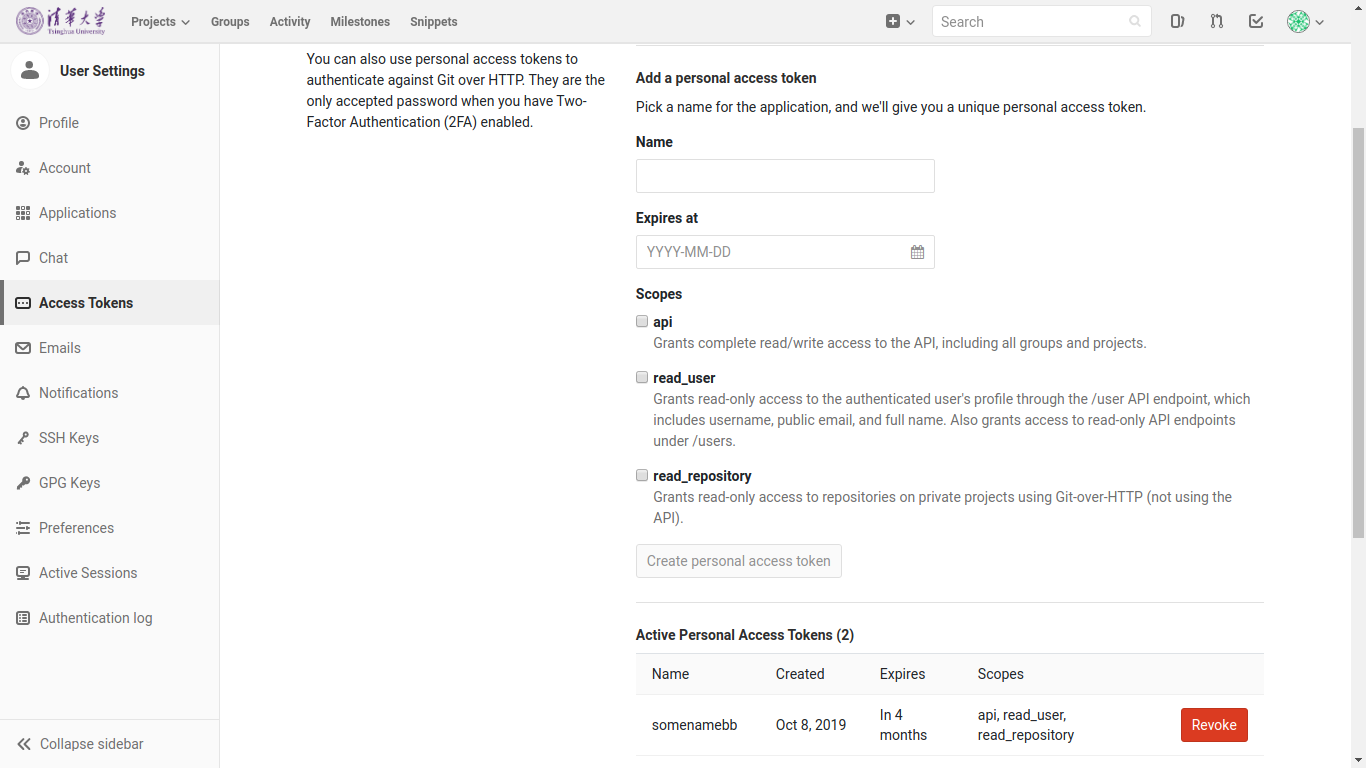 清華大学
Tsinghua University
Projects
Groups
Activity
Milestones
Snippets
Search
User Settings
Profile
Account
Applications
Chat
Access Tokens
Emails
Notifications
SSH Keys
GPG Keys
Preferences
Active Sessions
Authentication log
Collapse sidebar
You can also use personal access tokens to
authenticate against Git over HTTP. They are the
only accepted password when you have Two-
Factor Authentication (2FA) enabled.
Add a personal access token
Pick a name for the application, and we'll give you a unique personal access token.
Name
Expires at
YYYY-MM-DD
Scopes
api
Grants complete read/write access to the API, including all groups and projects.
read_user
Grants read-only access to the authenticated user's profile through the /user API endpoint, which
includes username, public email, and full name. Also grants access to read-only API endpoints
under /users.
read_repository
Grants read-only access to repositories on private projects using Git-over-HTTP (not using the
API).
Create personal access token
Active Personal Access Tokens (2)
Name Created Expires Scopes
somenamebb Oct 8, 2019 In 4 months api, read_user, read_repository Revoke